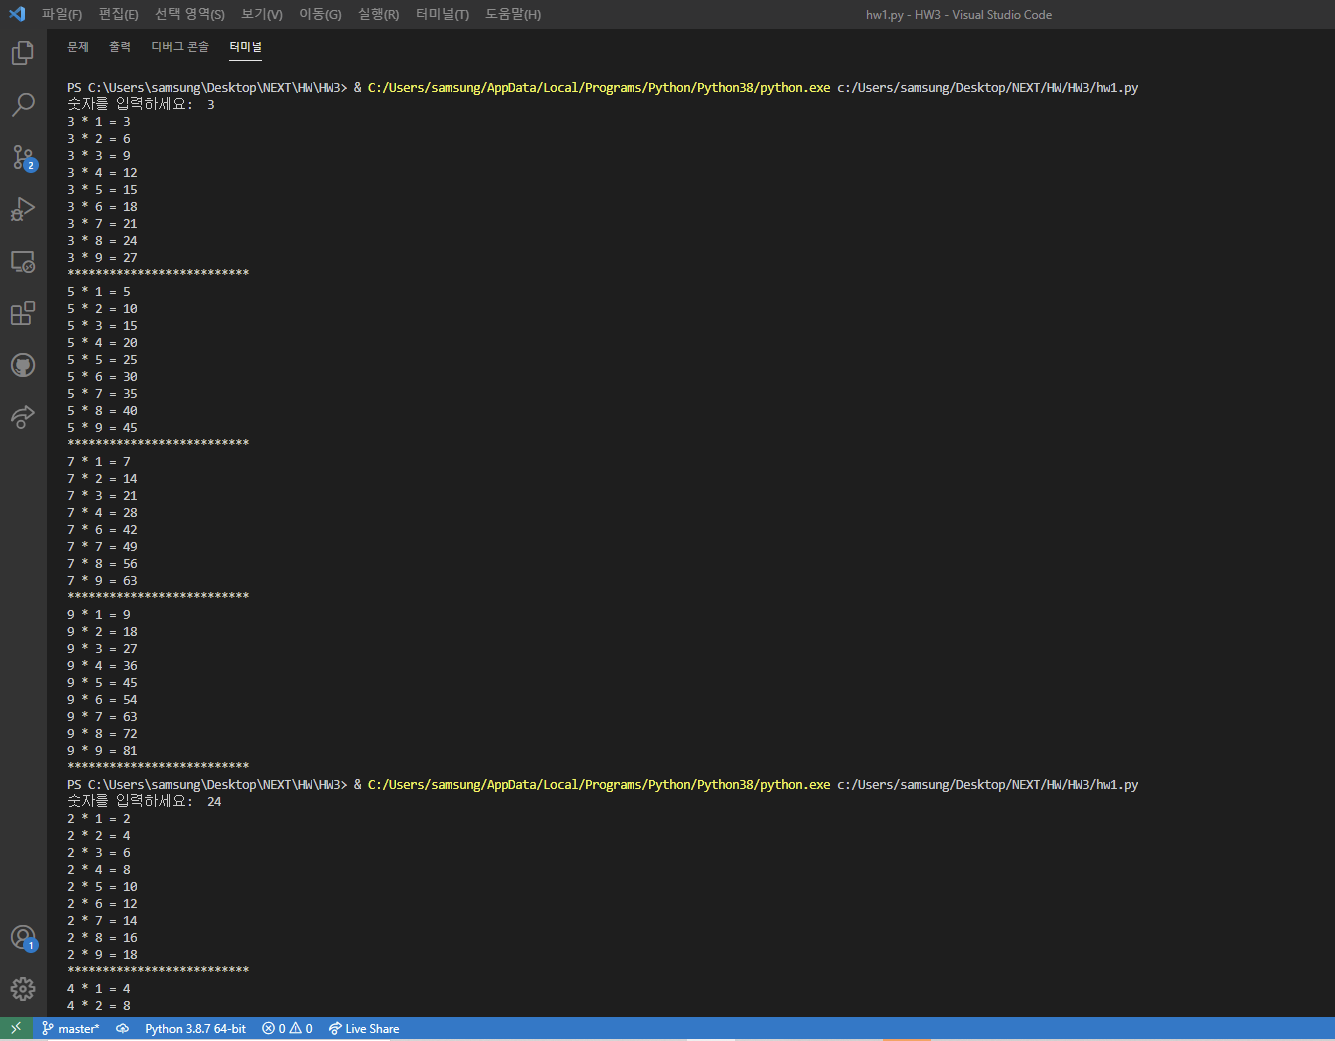 파일(F) 편집(E) 선택 영역(S) 보기(V) 이동(G) 실행(R) 터미널(T) 도움말(H) hw1.py - HW3 - Visual Studio Code
문제 출력 디버그 콘솔 터미널
PS C:\Users\samsung\Desktop\NEXT\HW\HW3> & C:/Users/samsung/AppData/Local/Programs/Python/Python38/python.exe c:/Users/samsung/Desktop/NEXT/HW/HW3/hw1.py
숫자를 입력하세요: 3
3 * 1 = 3
3 * 2 = 6
3 * 3 = 9
3 * 4 = 12
3 * 5 = 15
3 * 6 = 18
3 * 7 = 21
3 * 8 = 24
3 * 9 = 27
**************************
5 * 1 = 5
5 * 2 = 10
5 * 3 = 15
5 * 4 = 20
5 * 5 = 25
5 * 6 = 30
5 * 7 = 35
5 * 8 = 40
5 * 9 = 45
**************************
7 * 1 = 7
7 * 2 = 14
7 * 3 = 21
7 * 4 = 28
7 * 6 = 42
7 * 7 = 49
7 * 8 = 56
7 * 9 = 63
**************************
9 * 1 = 9
9 * 2 = 18
9 * 3 = 27
9 * 4 = 36
9 * 5 = 45
9 * 6 = 54
9 * 7 = 63
9 * 8 = 72
9 * 9 = 81
**************************
PS C:\Users\samsung\Desktop\NEXT\HW\HW3> & C:/Users/samsung/AppData/Local/Programs/Python/Python38/python.exe c:/Users/samsung/Desktop/NEXT/HW/HW3/hw1.py
숫자를 입력하세요: 24
2 * 1 = 2
2 * 2 = 4
2 * 3 = 6
2 * 4 = 8
2 * 5 = 10
2 * 6 = 12
2 * 7 = 14
2 * 8 = 16
2 * 9 = 18
**************************
4 * 1 = 4
4 * 2 = 8
2
1
master* Python 3.8.7 64-bit 0 0 Live Share